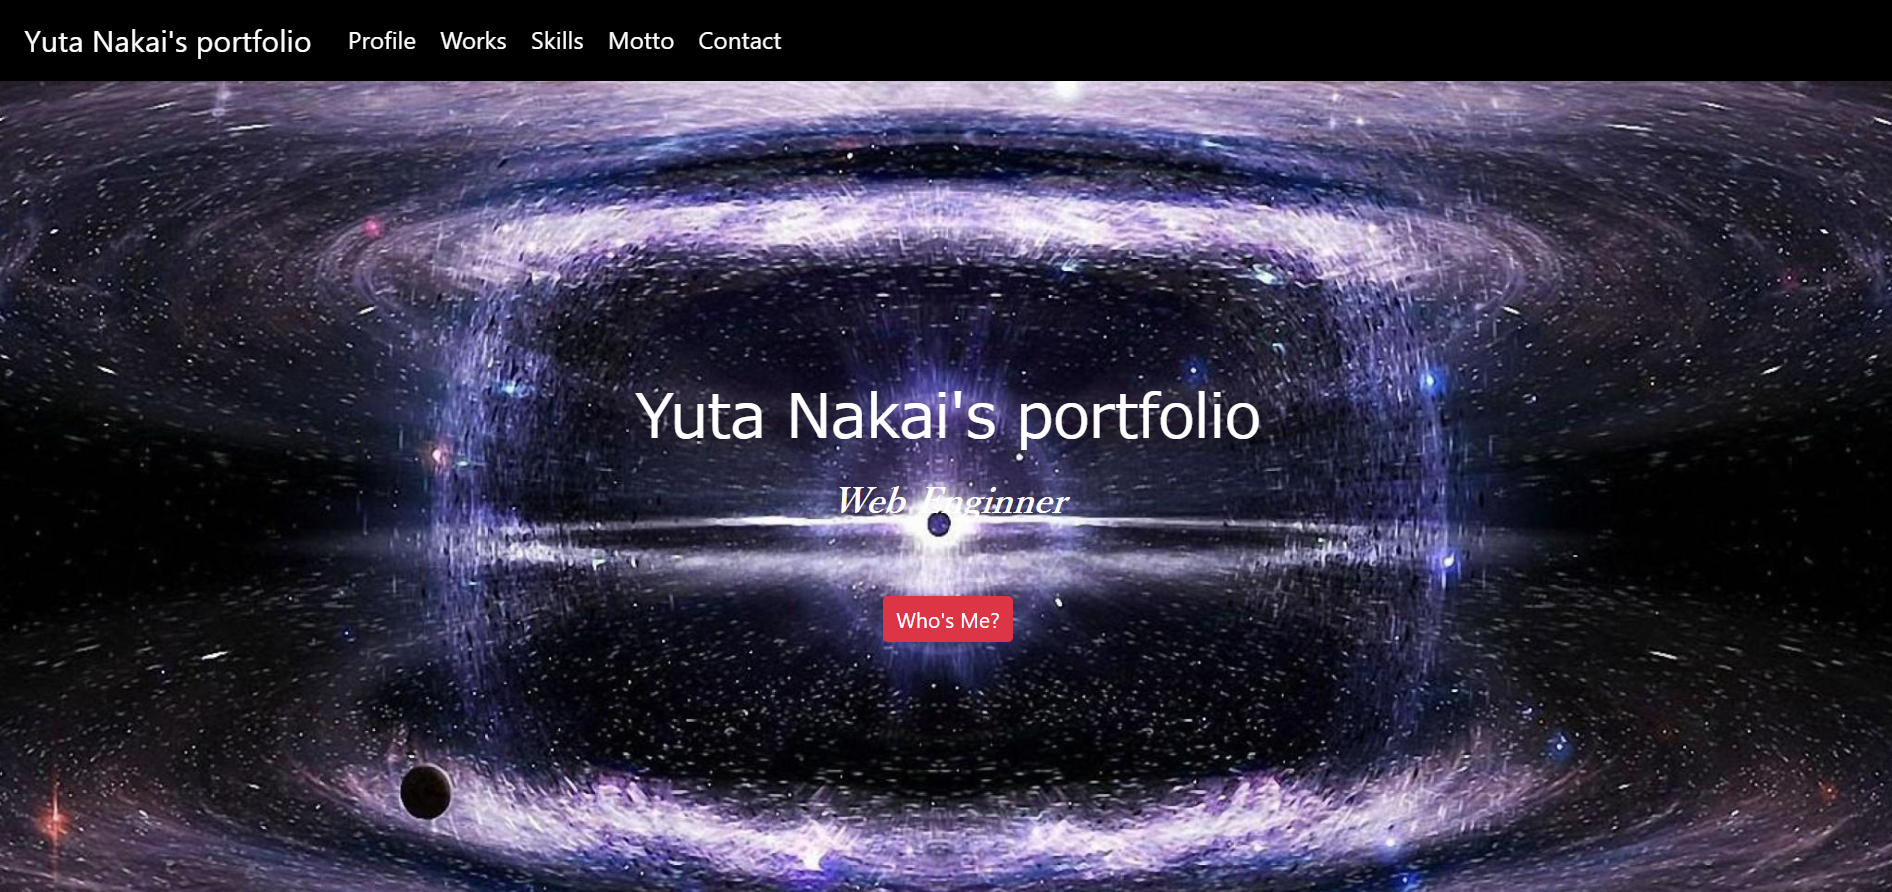 Yuta Nakai's portfolio Profile Works Skills Motto Contact
Yuta Nakai's portfolio
Web Enginner
Who's Me?